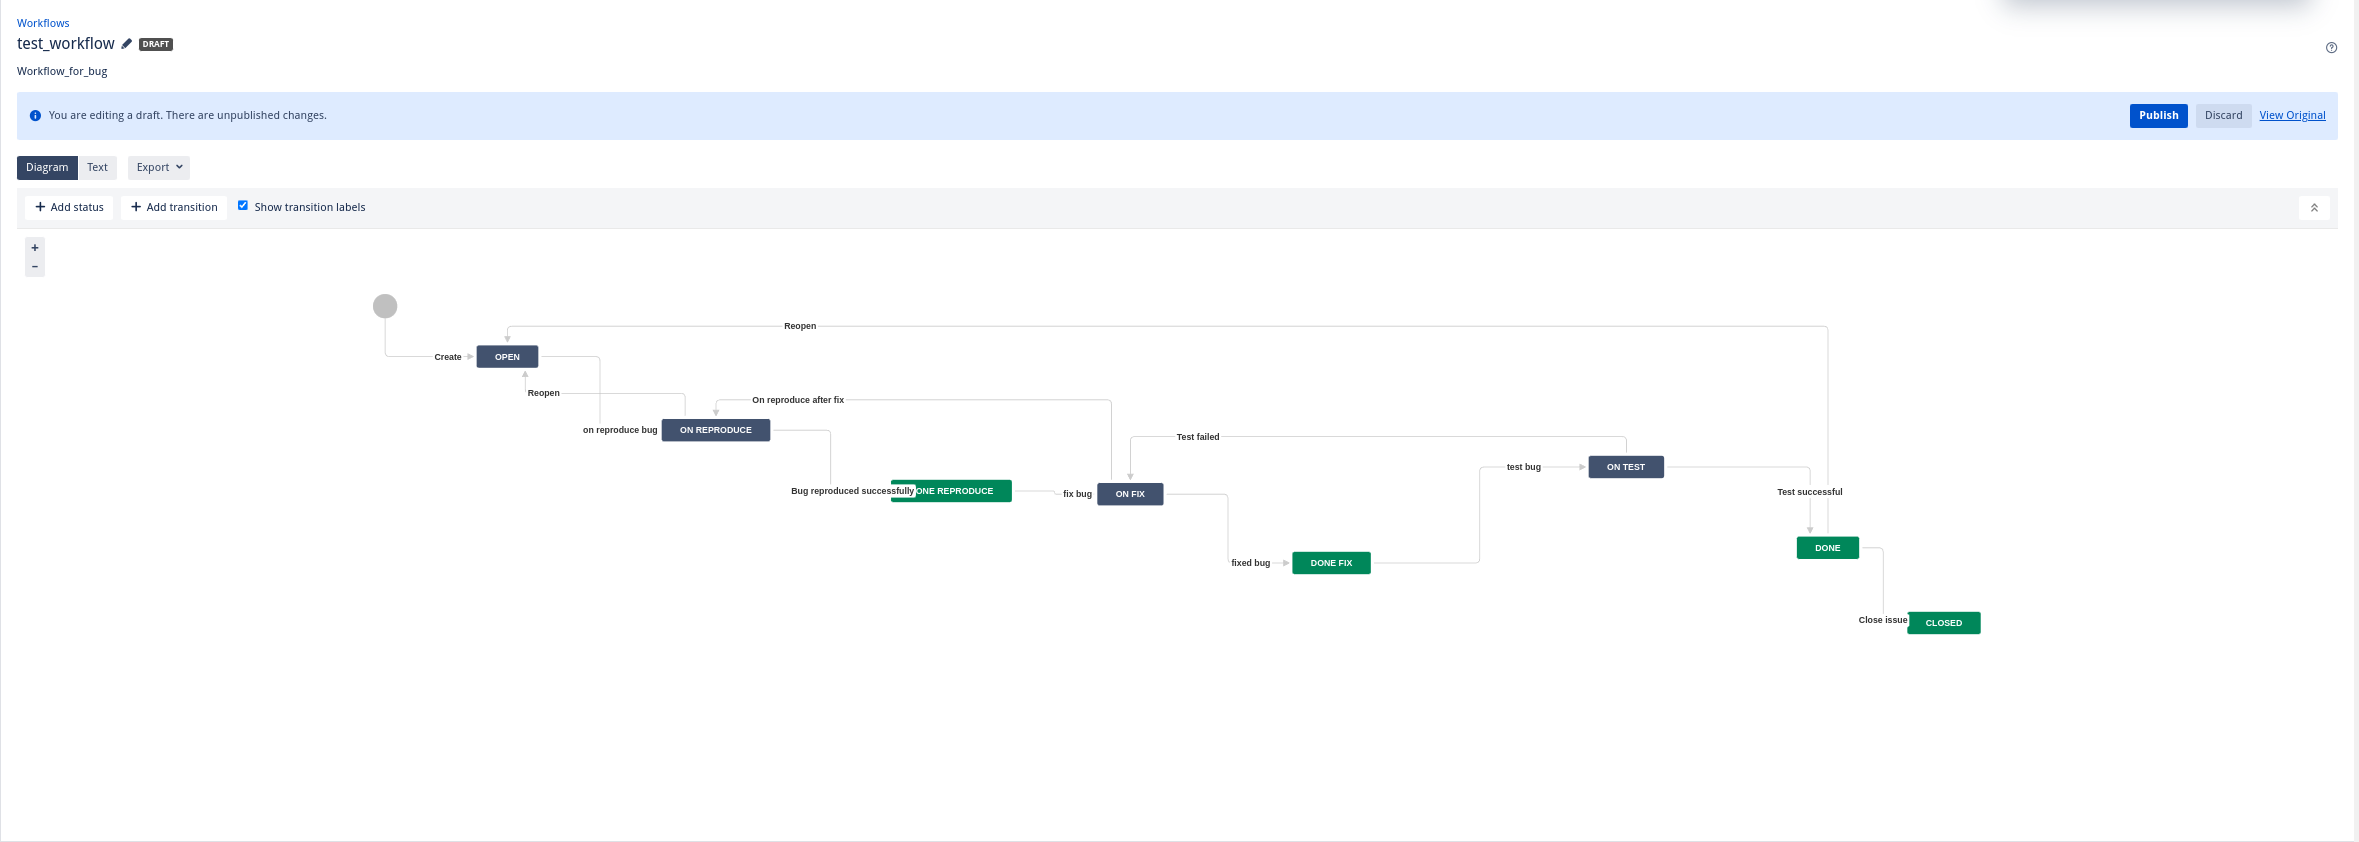 Workflows
test_workflow DRAFT
Workflow_for_bug
You are editing a draft. There are unpublished changes. Publish Discard View Original
Diagram Text Export
+ Add status + Add transition Show transition labels
+
−
Reopen
Create OPEN
Reopen
On reproduce after fix
on reproduce bug ON REPRODUCE
Test failed
test bug ON TEST
Bug reproduced successfully ONE REPRODUCE
fix bug ON FIX
Test successful
DONE
fixed bug DONE FIX
Close issue CLOSED